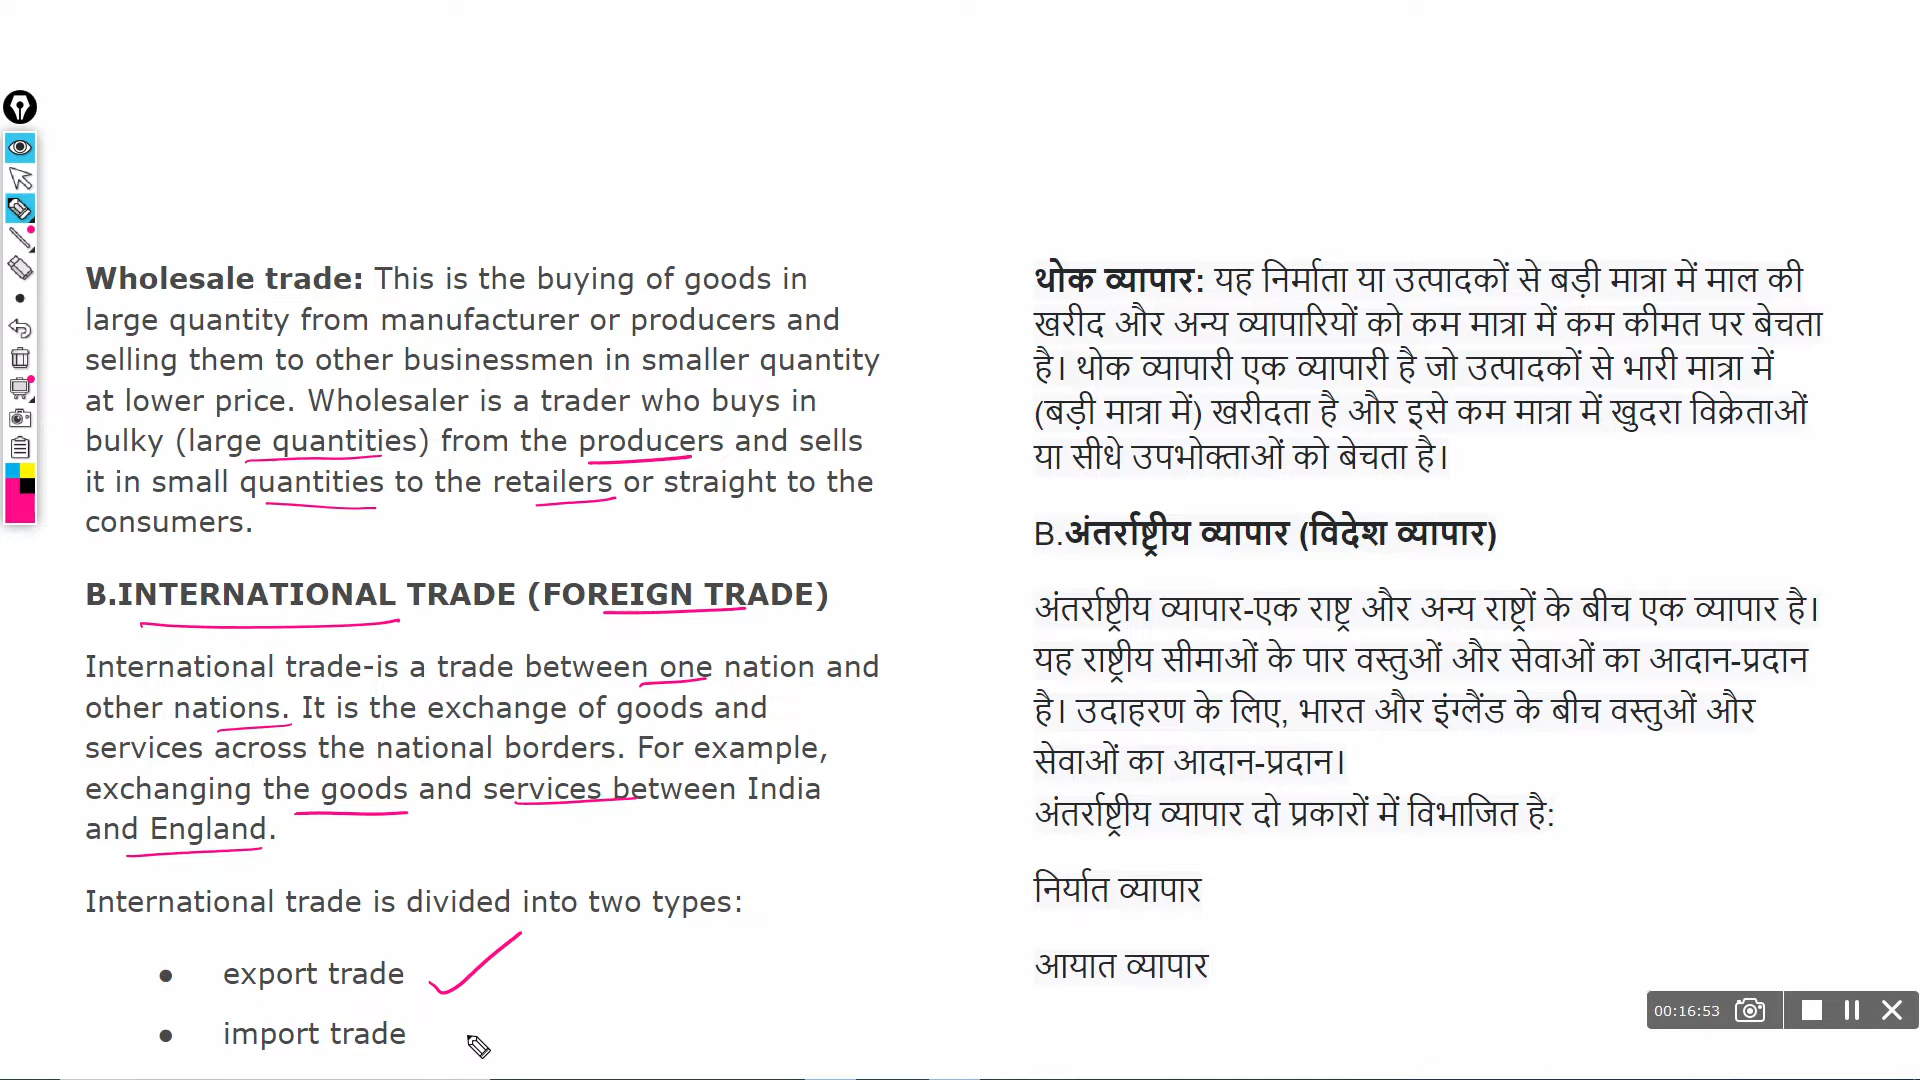 Wholesale trade: This is the buying of goods in
large quantity from manufacturer or producers and
selling them to other businessmen in smaller quantity
at lower price. Wholesaler is a trader who buys in
bulky (large quantities) from the producers and sells
it in small quantities to the retailers or straight to the
consumers.
B.INTERNATIONAL TRADE (FOREIGN TRADE)
International trade-is a trade between one nation and
other nations. It is the exchange of goods and
services across the national borders. For example,
exchanging the goods and services between India
and England.
International trade is divided into two types:
● export trade
● import trade
थोक व्यापार: यह निर्माता या उत्पादकों से बड़ी मात्रा में माल की
खरीद और अन्य व्यापारियों को कम मात्रा में कम कीमत पर बेचता
है। थोक व्यापारी एक व्यापारी है जो उत्पादकों से भारी मात्रा में
(बड़ी मात्रा में) खरीदता है और इसे कम मात्रा में खुदरा विक्रेताओं
या सीधे उपभोक्ताओं को बेचता है।
B.अंतर्राष्ट्रीय व्यापार (विदेश व्यापार)
अंतर्राष्ट्रीय व्यापार-एक राष्ट्र और अन्य राष्ट्रों के बीच एक व्यापार है।
यह राष्ट्रीय सीमाओं के पार वस्तुओं और सेवाओं का आदान-प्रदान
है। उदाहरण के लिए, भारत और इंग्लैंड के बीच वस्तुओं और
सेवाओं का आदान-प्रदान।
अंतर्राष्ट्रीय व्यापार दो प्रकारों में विभाजित है:
निर्यात व्यापार
आयात व्यापार
00:16:53